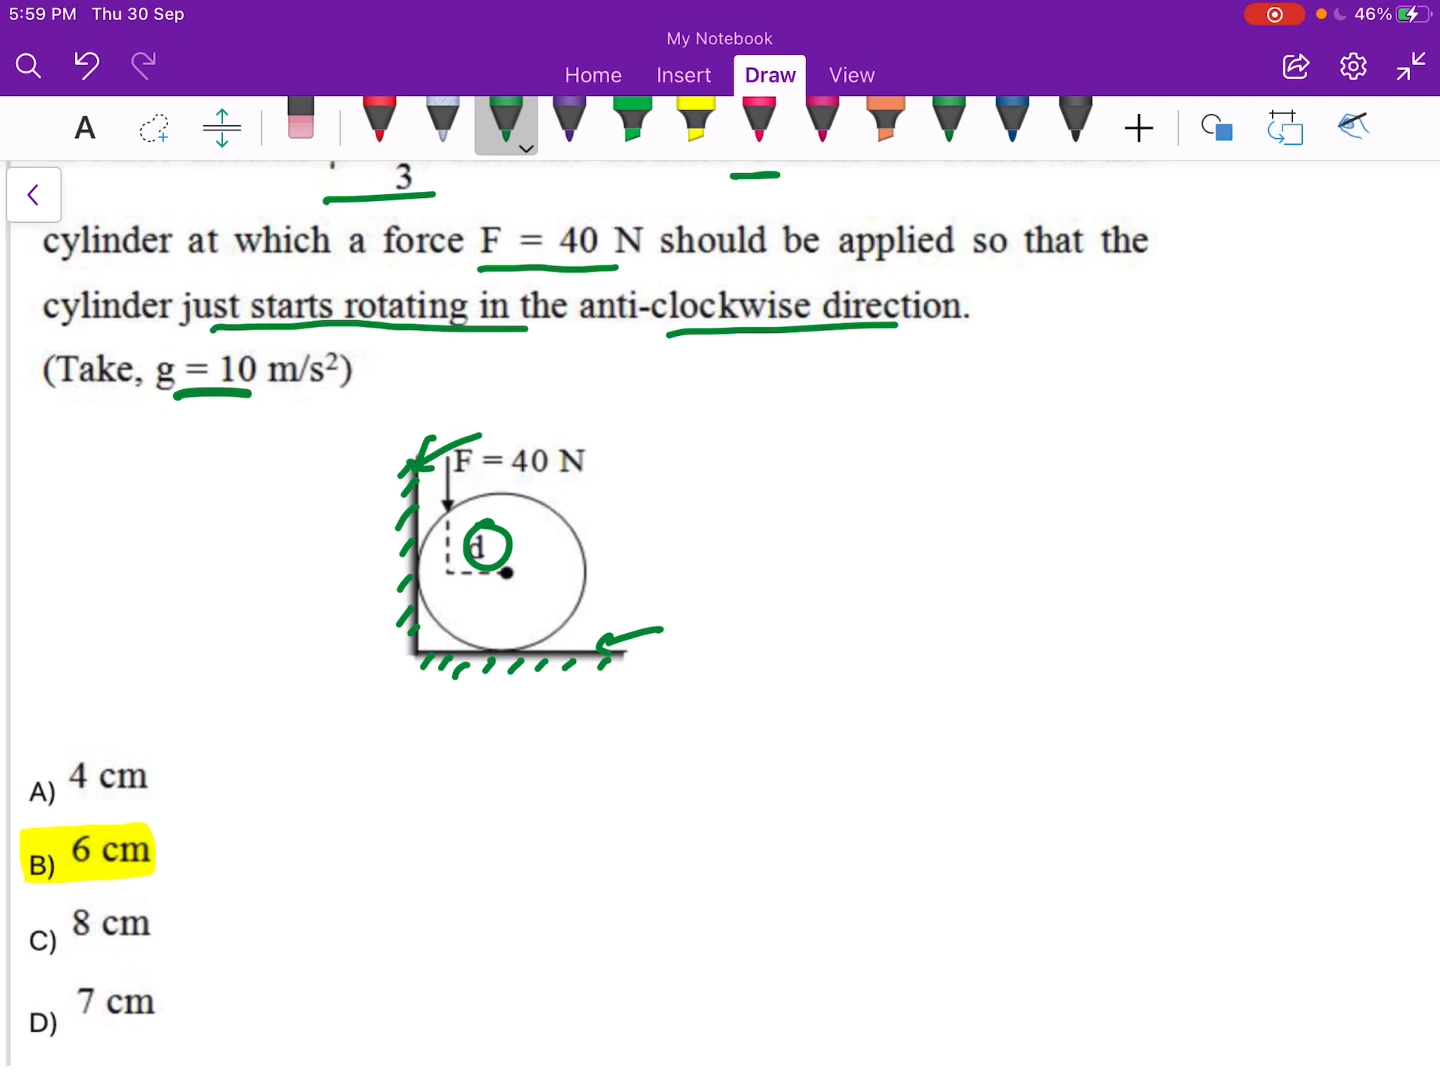 5:59 PM Thu 30 Sep
46%
My Notebook
Home Insert Draw View
A
3
cylinder at which a force F = 40 N should be applied so that the
cylinder just starts rotating in the anti-clockwise direction.
(Take, g = 10 m/s²)
F = 40 N
d
A) 4 cm
B) 6 cm
C) 8 cm
D) 7 cm